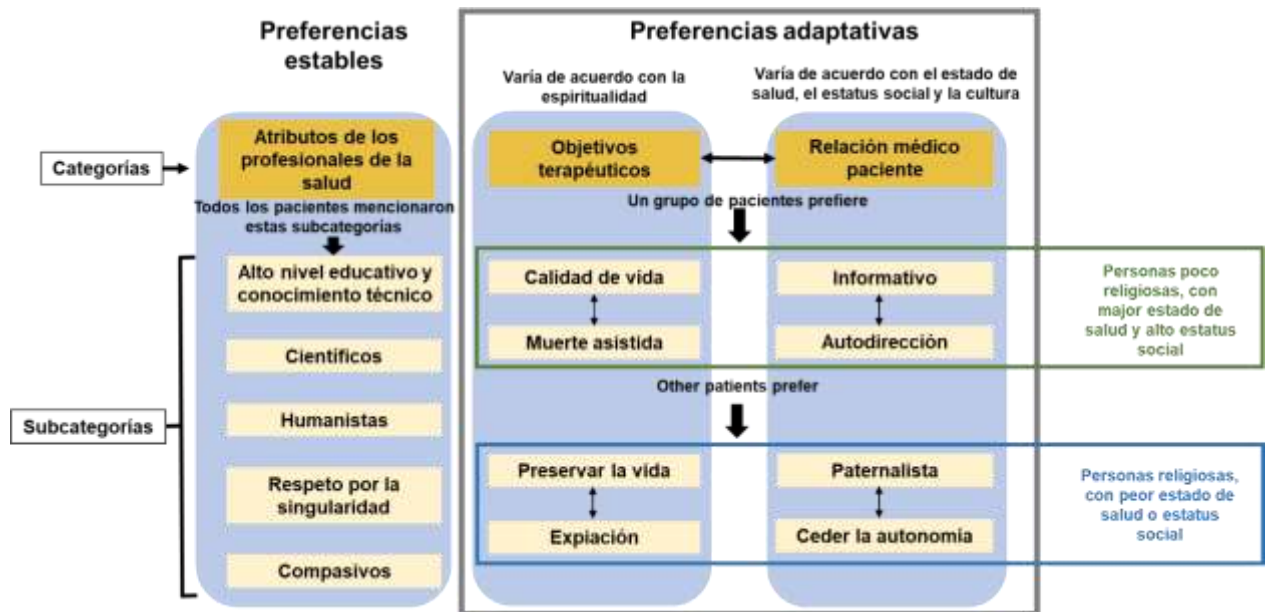 Preferencias
estables
Preferencias adaptativas
Varía de acuerdo con la
espiritualidad
Varía de acuerdo con el estado de
salud, el estatus social y la cultura
Categorías
Atributos de los
profesionales de la
salud
Objetivos
terapéuticos
Relación médico
paciente
Todos los pacientes mencionaron
estas subcategorías
Un grupo de pacientes prefiere
Subcategorías
Alto nivel educativo y
conocimiento técnico
Científicos
Humanistas
Respeto por la
singularidad
Compasivos
Calidad de vida
Muerte asistida
Informativo
Autodirección
Personas poco
religiosas, con
major estado de
salud y alto estatus
social
Other patients prefer
Preservar la vida
Expiación
Paternalista
Ceder la autonomía
Personas religiosas,
con peor estado de
salud o estatus
social